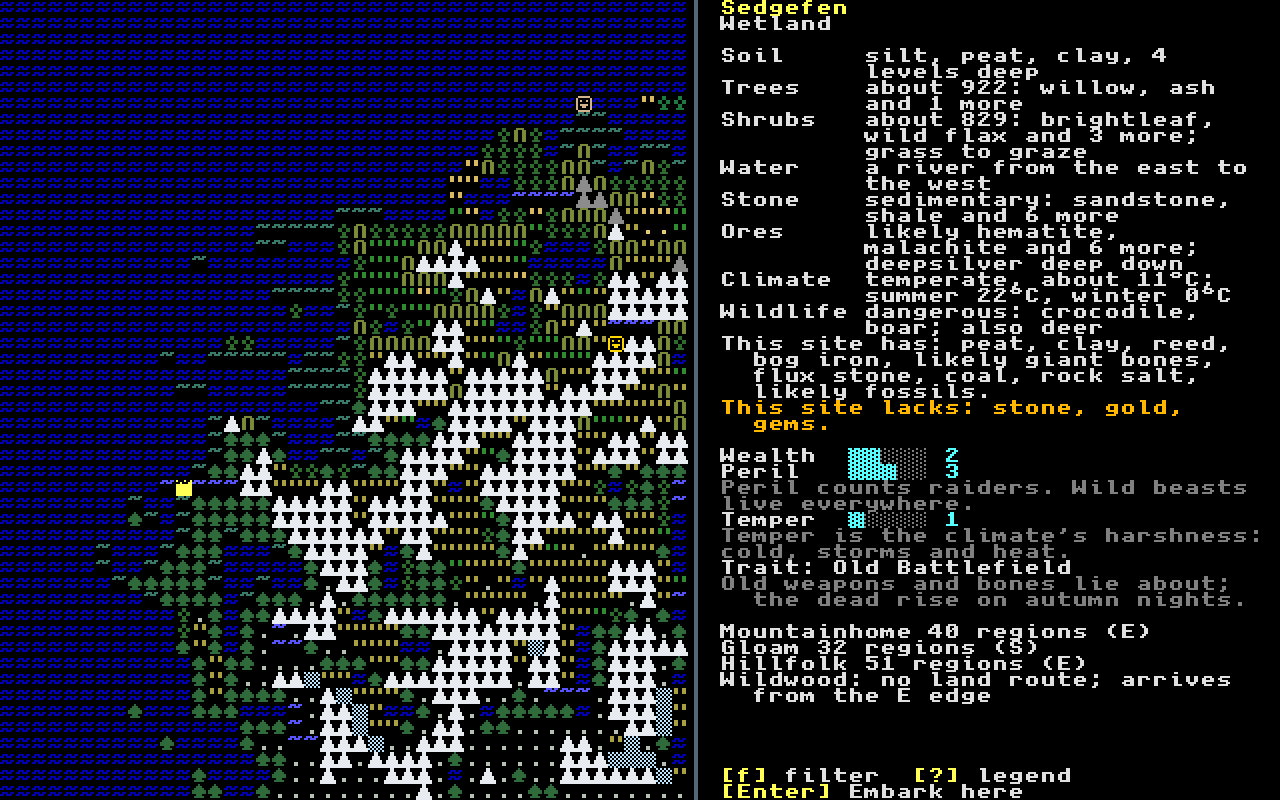 Sedgefen
Wetland
Soil silt, peat, clay, 4
levels deep
Trees about 922: willow, ash
and 1 more
Shrubs about 829: brightleaf,
wild flax and 3 more;
grass to graze
Water a river from the east to
the west
Stone sedimentary: sandstone,
shale and 6 more
Ores likely hematite,
malachite and 6 more;
deepsilver deep down
Climate temperate, about 11°C;
summer 22°C, winter 0°C
Wildlife dangerous: crocodile,
boar; also deer
This site has: peat, clay, reed,
bog iron, likely giant bones,
flux stone, coal, rock salt,
likely fossils.
This site lacks: stone, gold,
gems.
Wealth 2
Peril 3
Peril counts raiders. Wild beasts
live everywhere.
Temper 1
Temper is the climate's harshness:
cold, storms and heat.
Trait: Old Battlefield
Old weapons and bones lie about;
the dead rise on autumn nights.
Mountainhome 40 regions (E)
Gloam 32 regions (S)
Hillfolk 51 regions (E)
Wildwood: no land route; arrives
from the E edge
[f] filter [?] legend
[Enter] Embark here